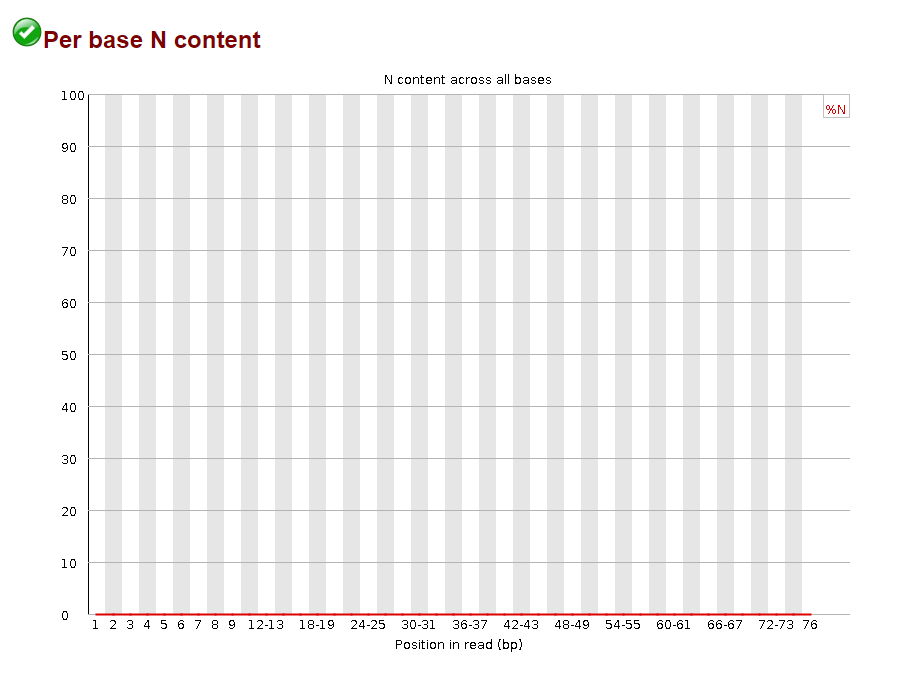 Per base N content
N content across all bases
%N
100
90
80
70
60
50
40
30
20
10
0
1 2 3 4 5 6 7 8 9 12-13 18-19 24-25 30-31 36-37 42-43 48-49 54-55 60-61 66-67 72-73 76
Position in read (bp)